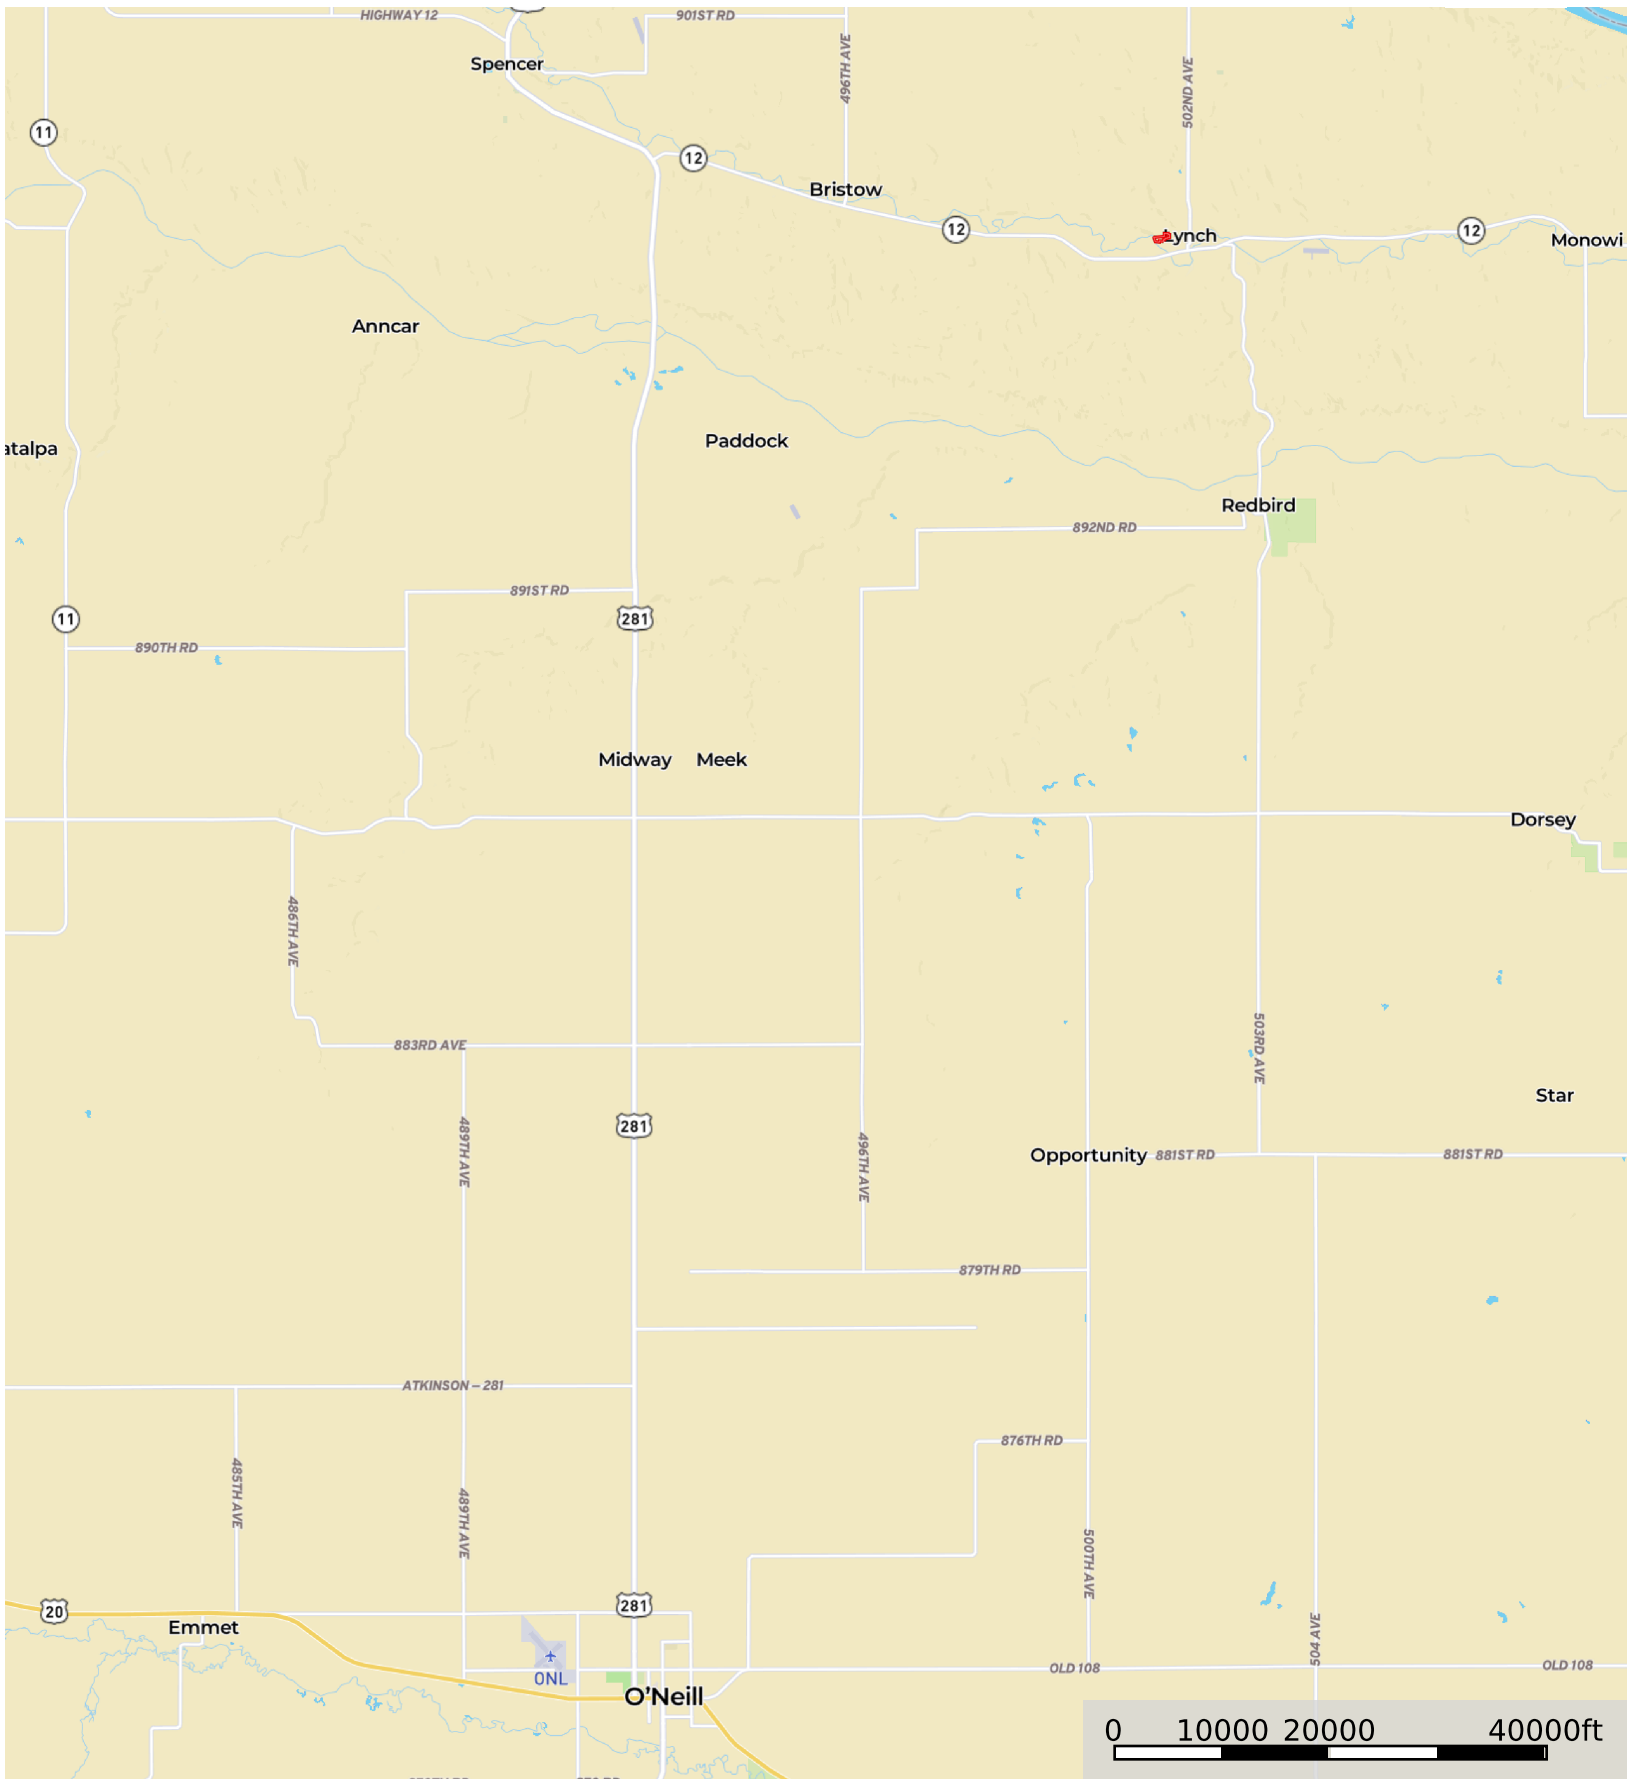 HIGHWAY 12
901ST RD
Spencer
496TH AVE
502ND AVE
11
12
Bristow
12
Lynch
12
Monowi
Anncar
Paddock
atalpa
Redbird
892ND RD
891ST RD
281
11
890TH RD
Midway
Meek
Dorsey
486TH AVE
883RD AVE
503RD AVE
Star
281
489TH AVE
496TH AVE
Opportunity
881ST RD
881ST RD
879TH RD
ATKINSON – 281
876TH RD
485TH AVE
489TH AVE
500TH AVE
281
20
Emmet
504 AVE
ONL
OLD 108
OLD 108
O'Neill
0 10000 20000 40000ft